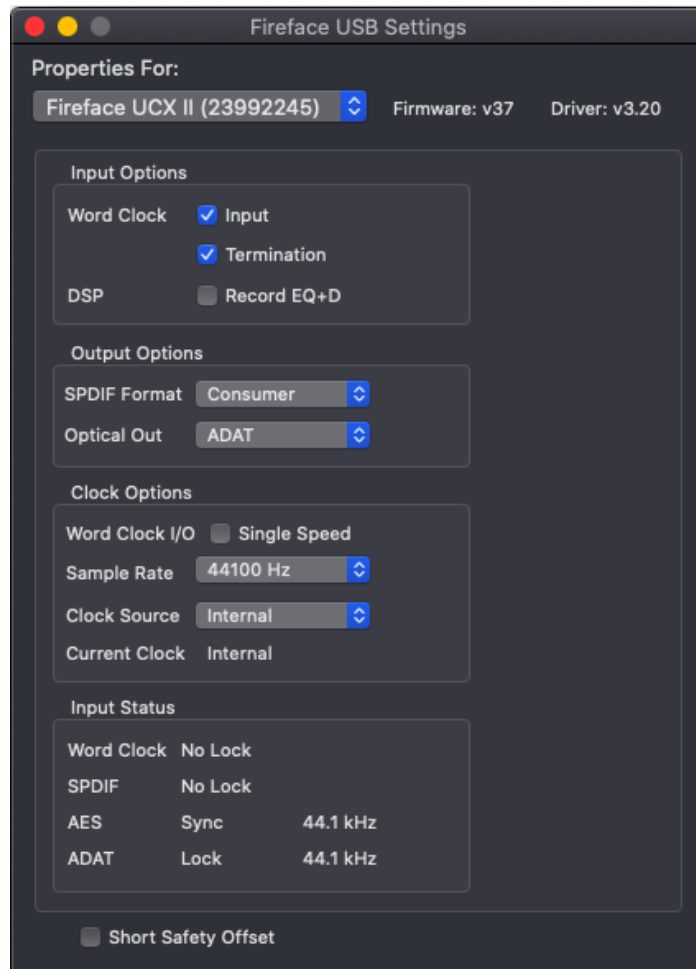 Fireface USB Settings
Properties For:
Fireface UCX II (23992245) Firmware: v37 Driver: v3.20
Input Options
Word Clock Input
Termination
DSP Record EQ+D
Output Options
SPDIF Format Consumer
Optical Out ADAT
Clock Options
Word Clock I/O Single Speed
Sample Rate 44100 Hz
Clock Source Internal
Current Clock Internal
Input Status
Word Clock No Lock
SPDIF No Lock
AES Sync 44.1 kHz
ADAT Lock 44.1 kHz
Short Safety Offset